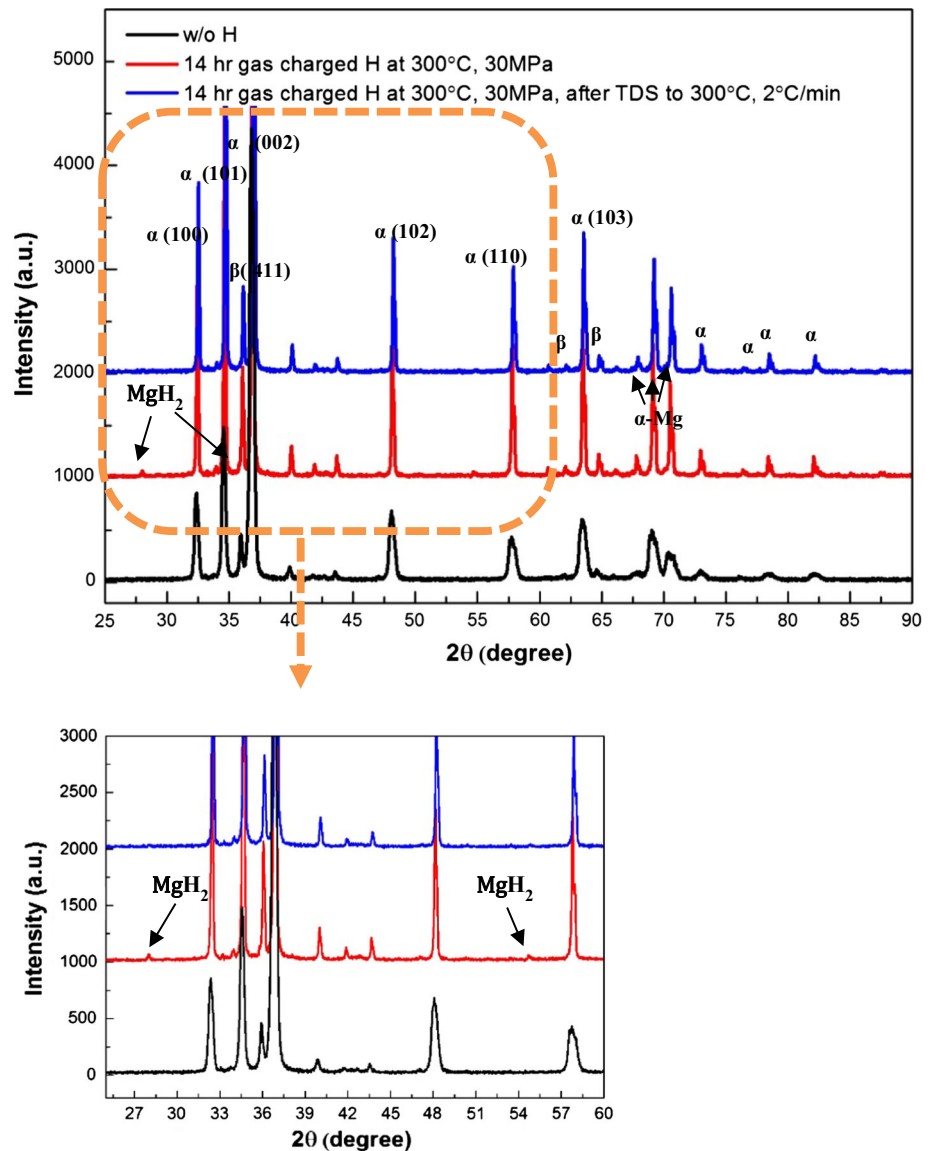 w/o H
14 hr gas charged H at 300°C, 30MPa
14 hr gas charged H at 300°C, 30MPa, after TDS to 300°C, 2°C/min
5000
4000
3000
2000
1000
0
Intensity (a.u.)
α (002)
α (101)
α (100)
β(411)
α (102)
α (110)
α (103)
β
β
α
α
α
α
α-Mg
MgH₂
25 30 35 40 45 50 55 60 65 70 75 80 85 90
2θ (degree)
3000
2500
2000
1500
1000
500
0
Intensity (a.u.)
MgH₂
MgH₂
27 30 33 36 39 42 45 48 51 54 57 60
2θ (degree)